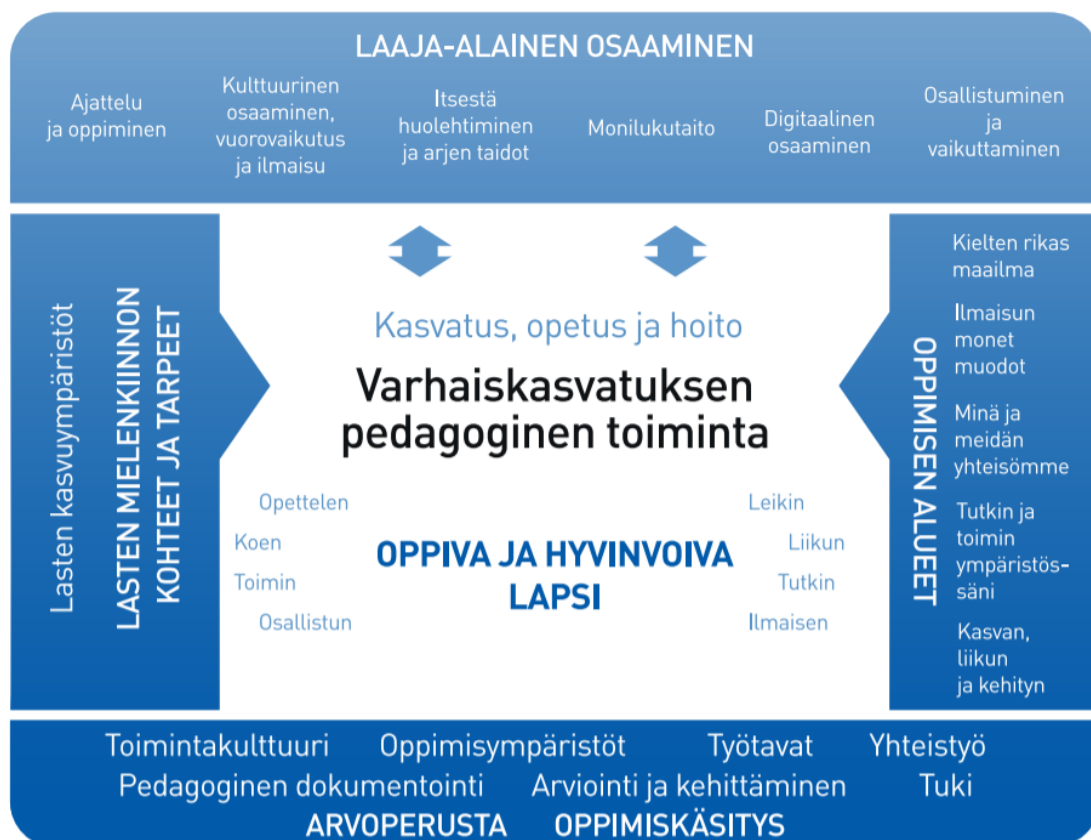 LAAJA-ALAINEN OSAAMINEN
Ajattelu
ja oppiminen
Kulttuurinen
osaaminen,
vuorovaikutus
ja ilmaisu
Itsestä
huolehtiminen
ja arjen taidot
Monilukutaito
Digitaalinen
osaaminen
Osallistuminen
ja
vaikuttaminen
Lasten kasvuympäristöt
LASTEN MIELENKIINNON
KOHTEET JA TARPEET
Kasvatus, opetus ja hoito
Varhaiskasvatuksen
pedagoginen toiminta
Opettelen
Koen
Toimin
Osallistun
OPPIVA JA HYVINVOIVA
LAPSI
Leikin
Liikun
Tutkin
Ilmaisen
OPPIMISEN ALUEET
Kielten rikas
maailma
Ilmaisun
monet
muodot
Minä ja
meidän
yhteisömme
Tutkin ja
toimin
ympäristös-
säni
Kasvan,
liikun
ja kehityn
Toimintakulttuuri Oppimisympäristöt Työtavat Yhteistyö
Pedagoginen dokumentointi Arviointi ja kehittäminen Tuki
ARVOPERUSTA OPPIMISKÄSITYS